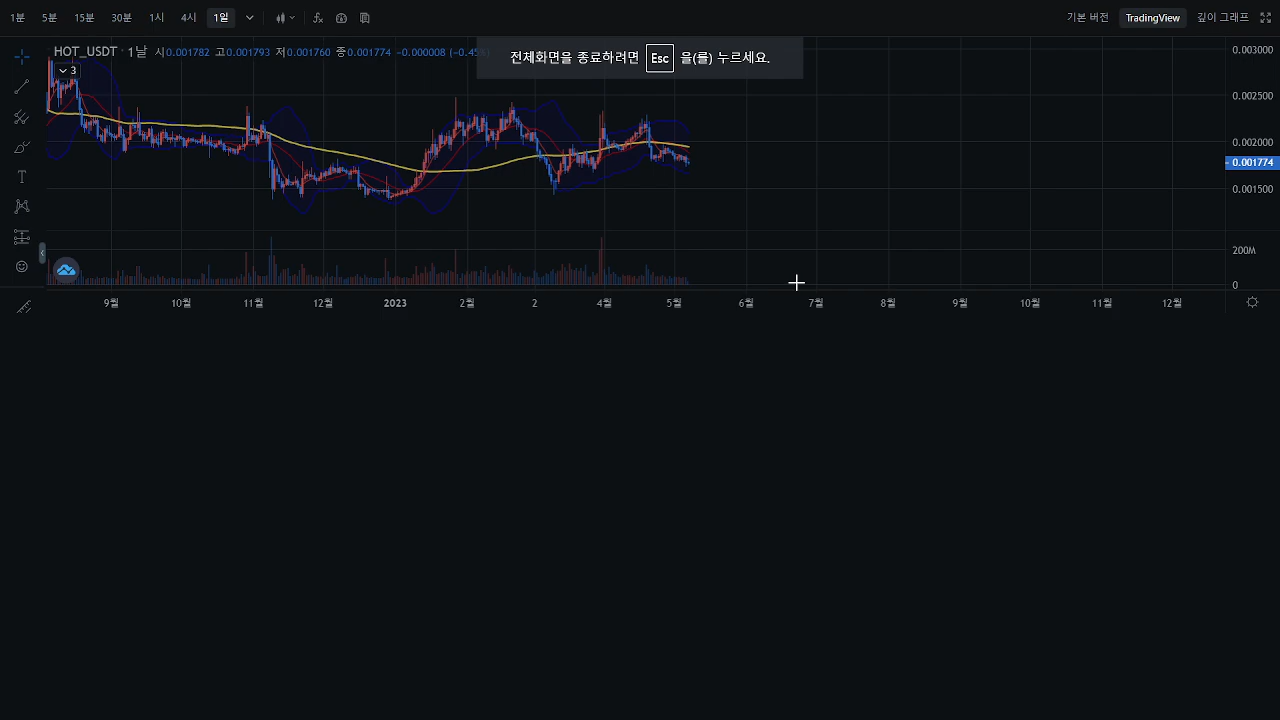 1분 5분 15분 30분 1시 4시 1일 기본 버전 TradingView 깊이 그래프
HOT_USDT · 1날 시0.001782 고0.001793 저0.001760 종0.001774 −0.000008 (−0.45%
전체화면을 종료하려면 Esc 을(를) 누르세요.
3
0.003000
0.002500
0.002000
0.001774
0.001500
200M
0
9월 10월 11월 12월 2023 2월 2 4월 5월 6월 7월 8월 9월 10월 11월 12월